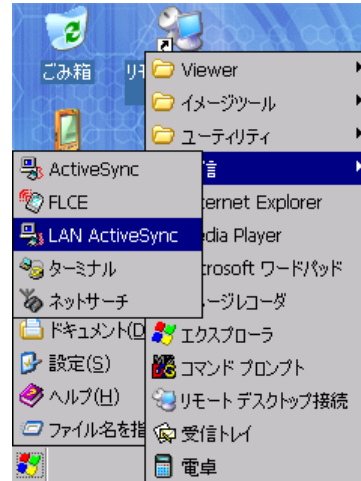 ごみ箱
リモ
Viewer
イメージツール
ユーティリティ
信
ActiveSync
FLCE
ternet Explorer
LAN ActiveSync
dia Player
ターミナル
crosoft ワードパッド
ネットサーチ
ージレコーダ
ドキュメント(D
エクスプローラ
設定(S)
コマンド プロンプト
ヘルプ(H)
リモート デスクトップ接続
ファイル名を指
受信トレイ
電卓